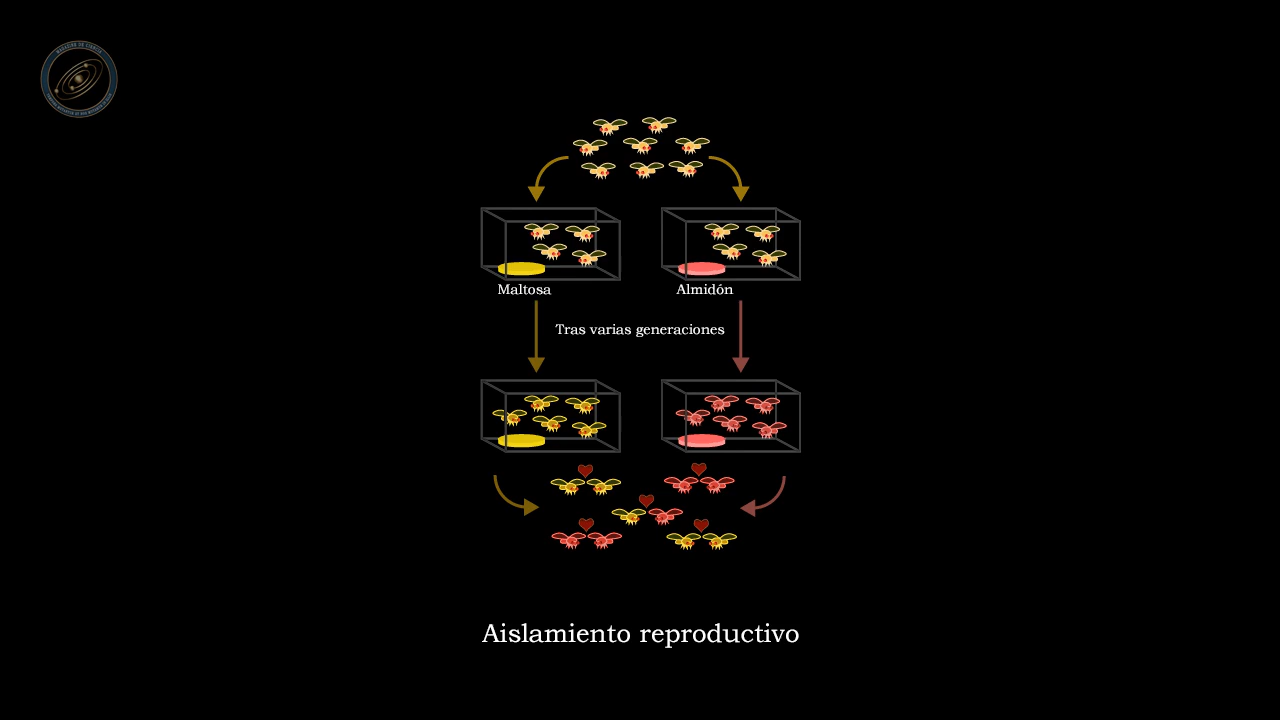 Maltosa
Almidón
Tras varias generaciones
Aislamiento reproductivo